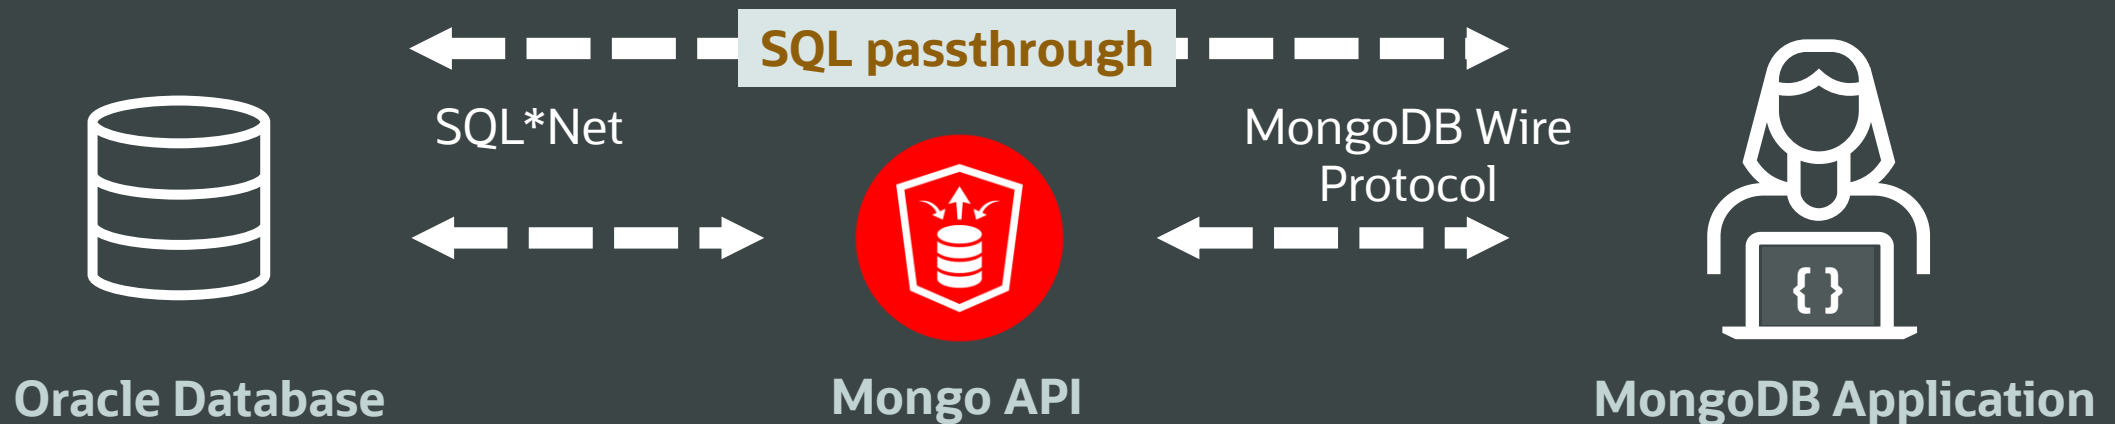 SQL passthrough
SQL*Net
MongoDB Wire
Protocol
{ }
Oracle Database
Mongo API
MongoDB Application